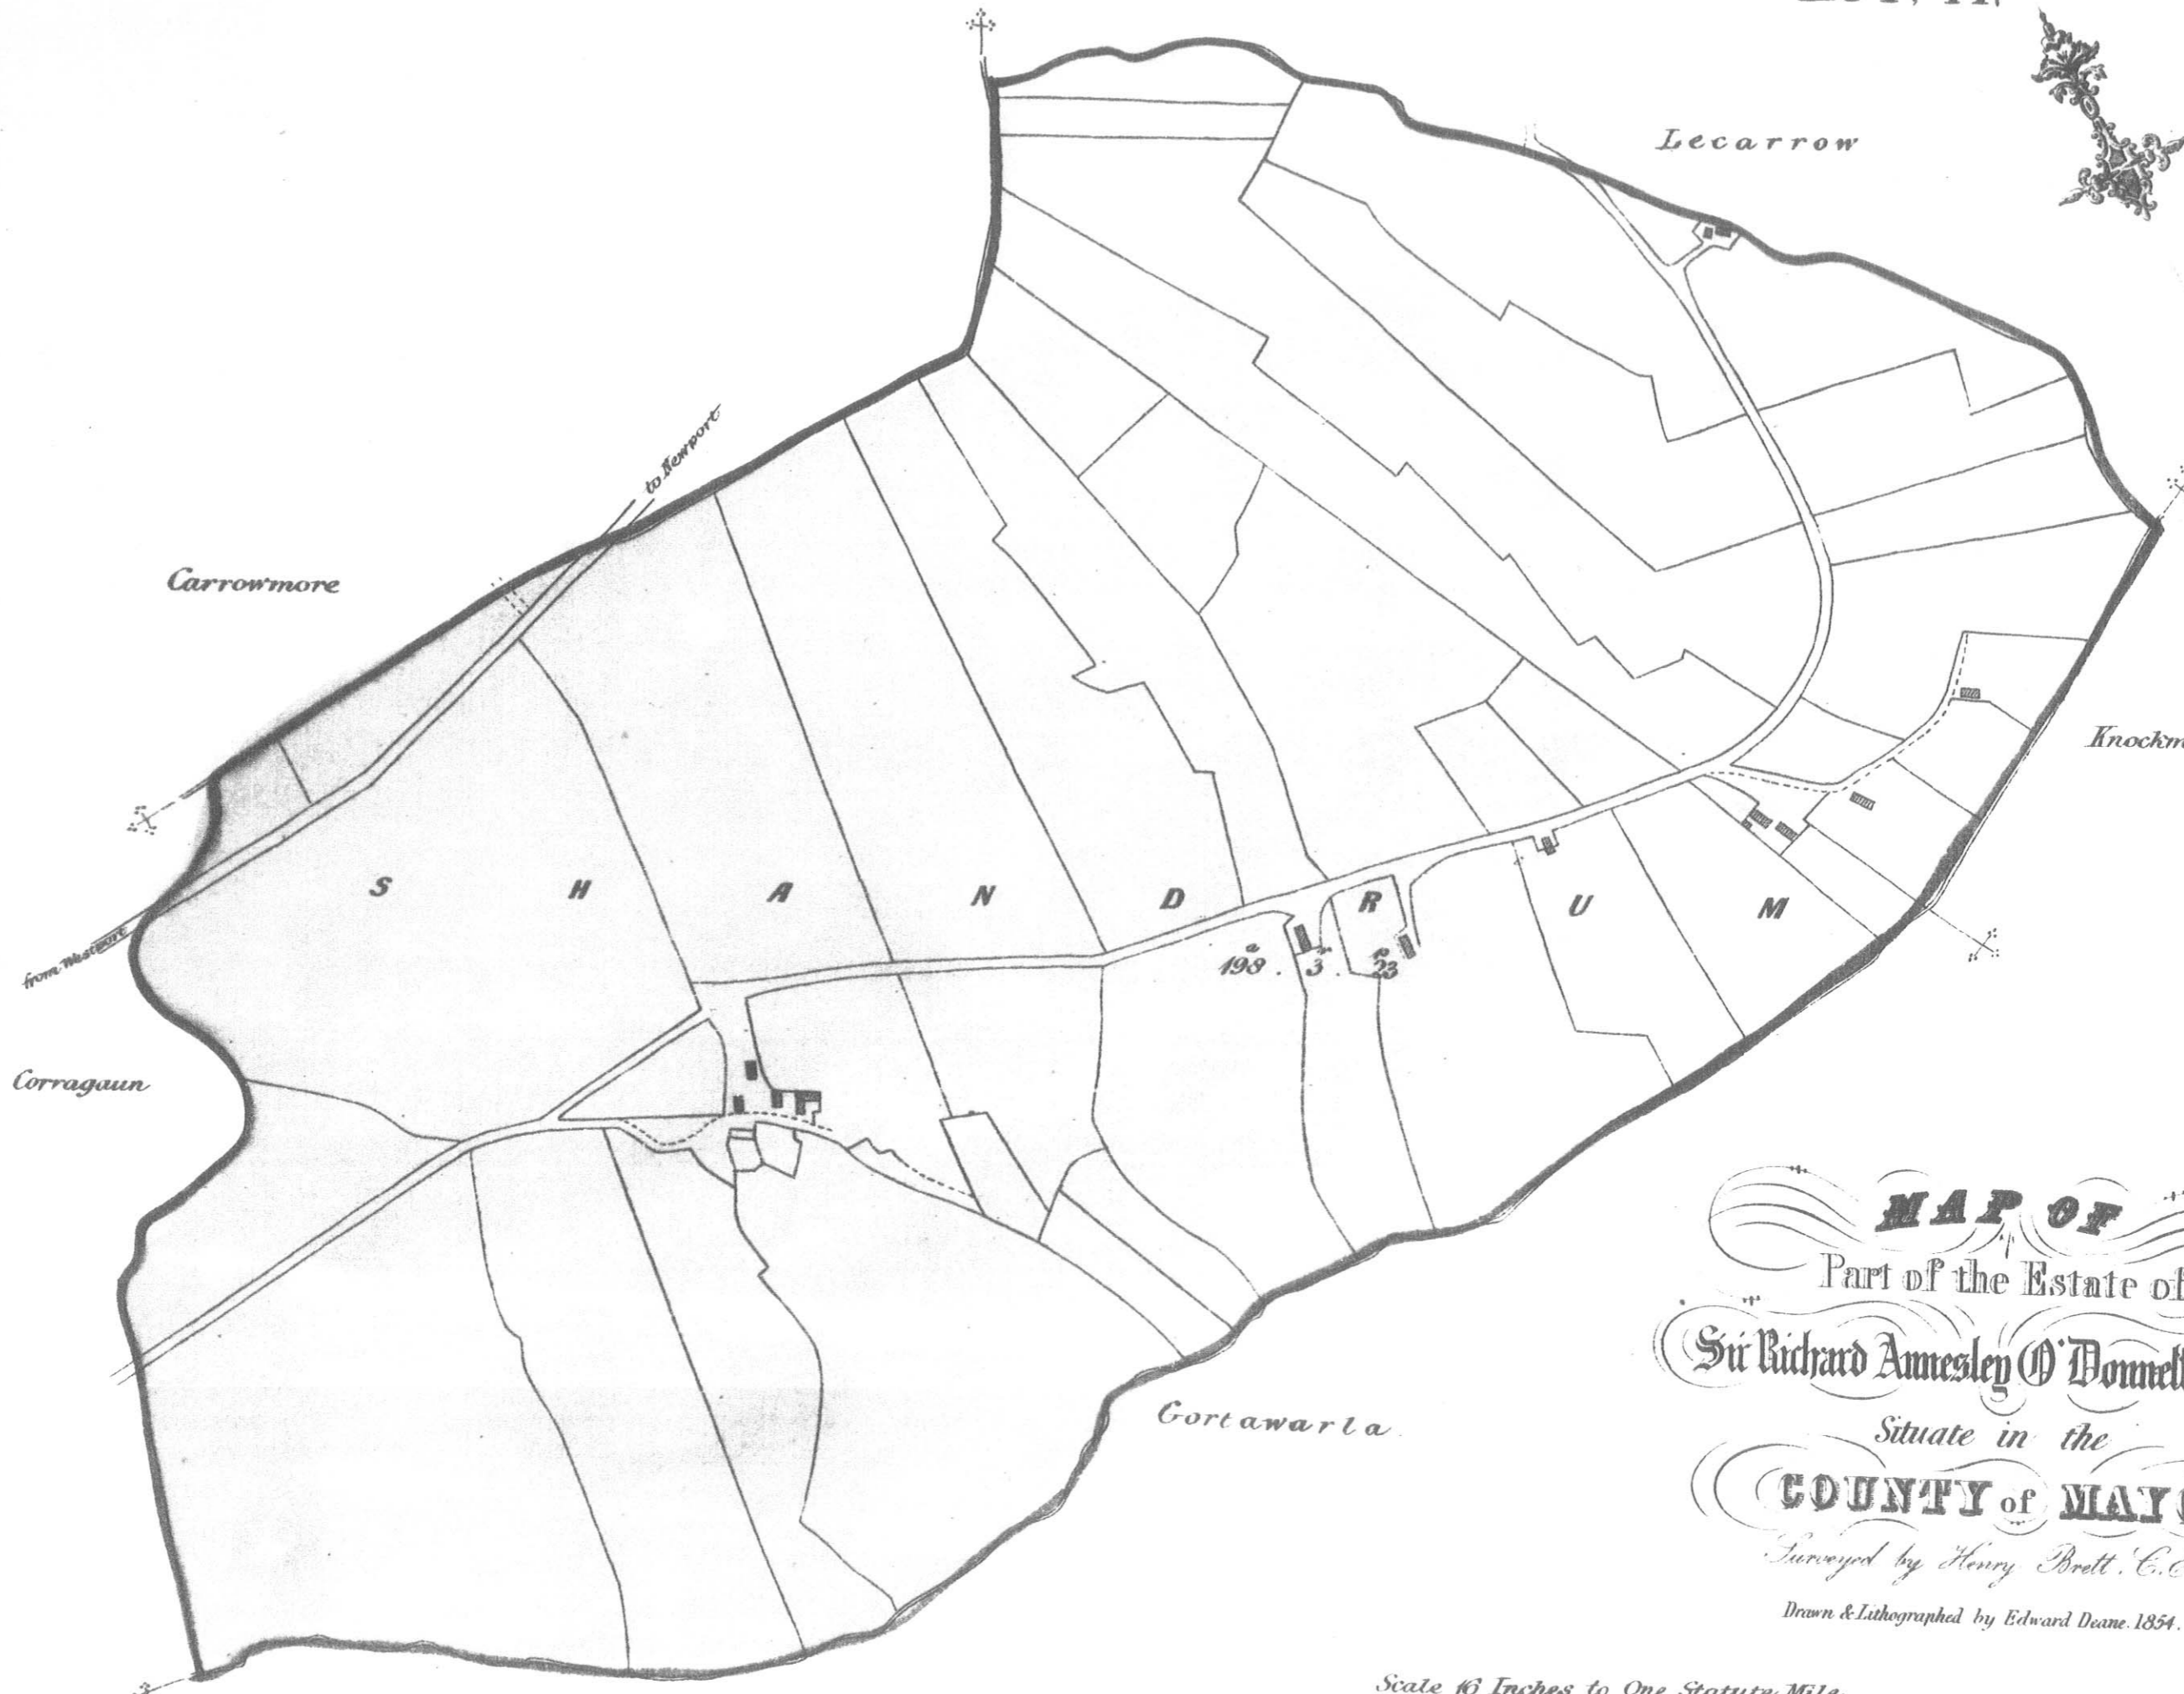 Lecarrow
to Newport
Carrowmore
Knockm
S H A N D R U M
a r p
198 . 3 . 23
from Westport
Corragaun
MAP OF
Part of the Estate of
Sir Richard Annesley O'Donnell
Gortawarla
Situate in the
COUNTY of MAYO
Surveyed by Henry Brett. C.E
Drawn & Lithographed by Edward Deane. 1854.
Scale 16 Inches to One Statute Mile